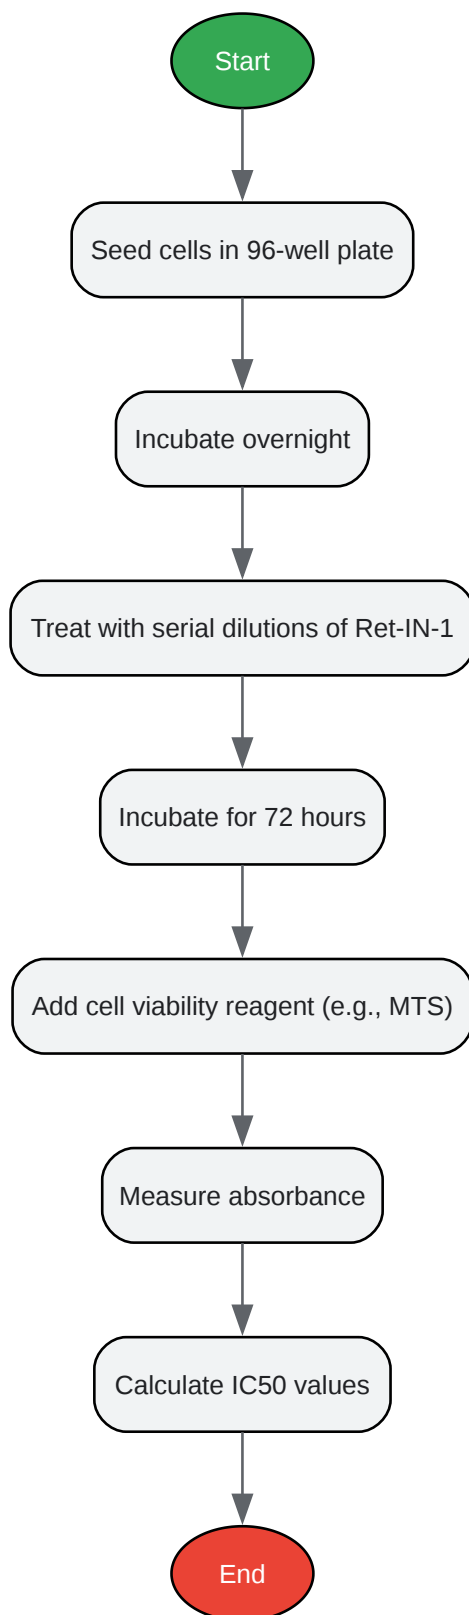 Start
Seed cells in 96-well plate
Incubate overnight
Treat with serial dilutions of Ret-IN-1
Incubate for 72 hours
Add cell viability reagent (e.g., MTS)
Measure absorbance
Calculate IC50 values
End